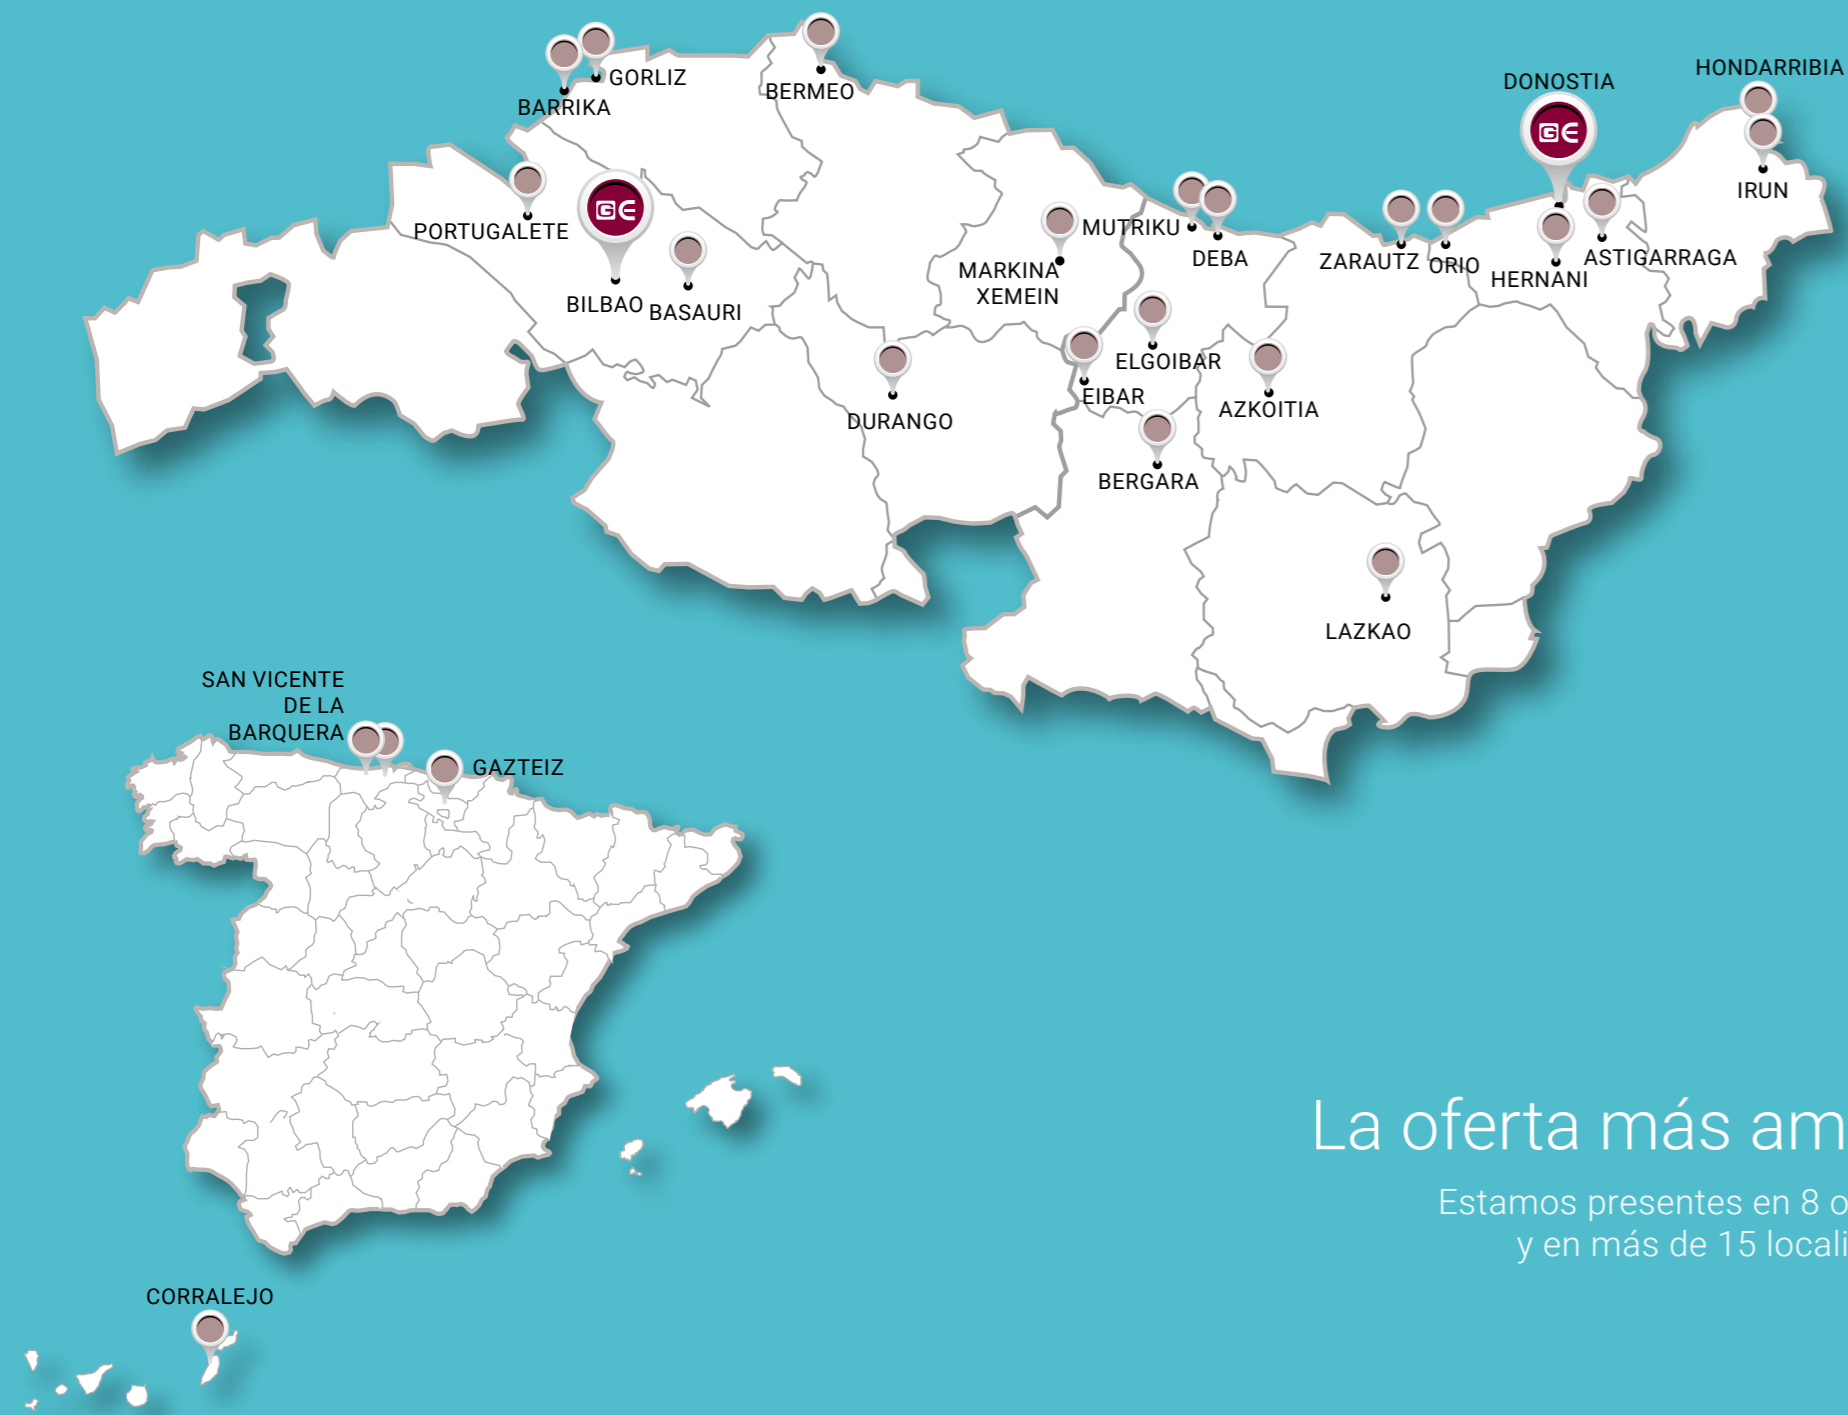 HONDARRIBIA
DONOSTIA
GORLIZ
BERMEO
BARRIKA
GE
IRUN
GE
PORTUGALETE
MUTRIKU
DEBA
ZARAUTZ
ORIO
ASTIGARRAGA
HERNANI
MARKINA
XEMEIN
BILBAO
BASAURI
ELGOIBAR
EIBAR
AZKOITIA
DURANGO
BERGARA
LAZKAO
SAN VICENTE
DE LA
BARQUERA
GAZTEIZ
La oferta más am
Estamos presentes en 8 o
y en más de 15 locali
CORRALEJO